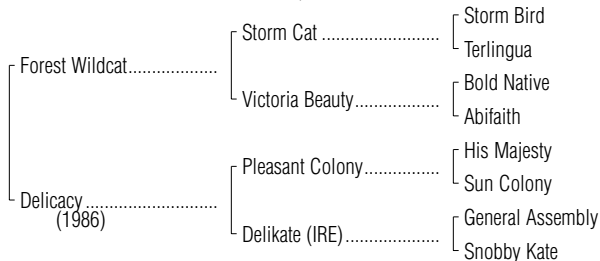 Storm Bird
Storm Cat ........................
Terlingua
Forest Wildcat..................
Bold Native
Victoria Beauty.................
Abifaith
His Majesty
Pleasant Colony...............
Sun Colony
Delicacy..........................
(1986)
General Assembly
Delikate (IRE)...................
Snobby Kate